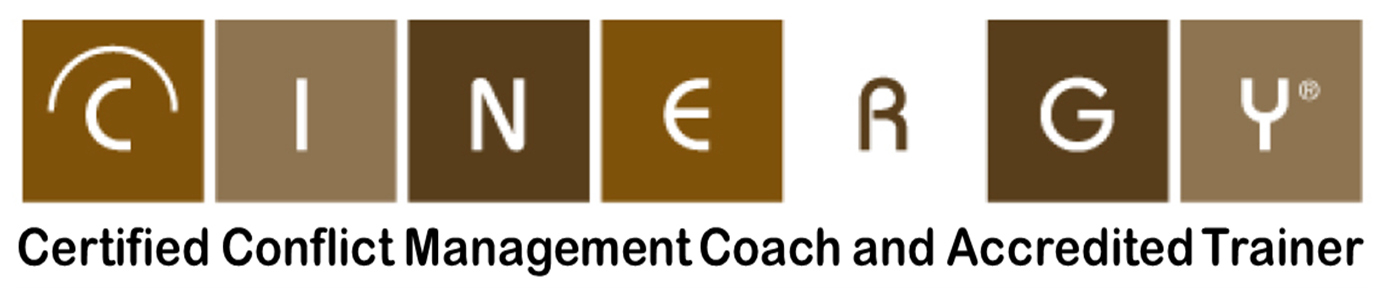 CINERGY®
Certified Conflict Management Coach and Accredited Trainer